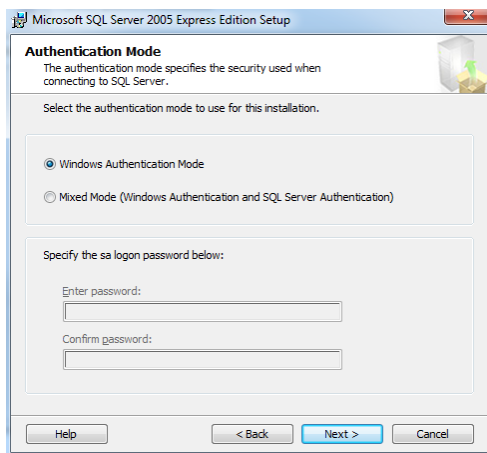 Microsoft SQL Server 2005 Express Edition Setup
Authentication Mode
The authentication mode specifies the security used when
connecting to SQL Server.
Select the authentication mode to use for this installation.
Windows Authentication Mode
Mixed Mode (Windows Authentication and SQL Server Authentication)
Specify the sa logon password below:
Enter password:
Confirm password:
Help < Back Next > Cancel